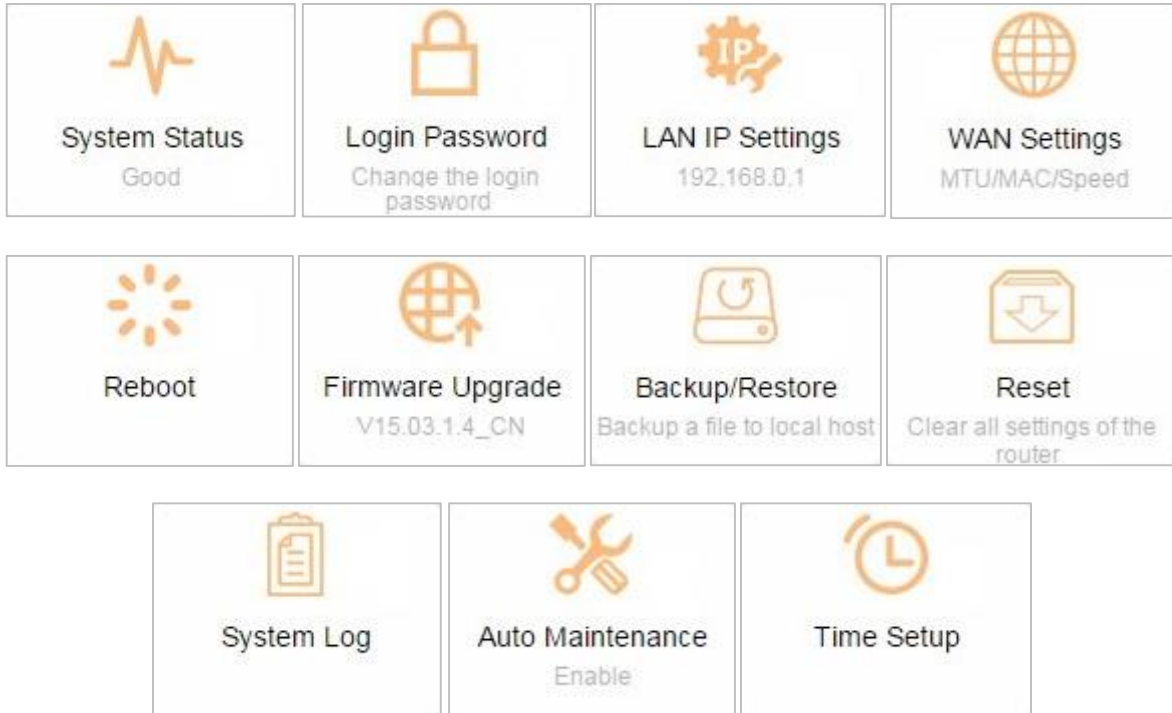 IP
System Status
Good
Login Password
Change the login
password
LAN IP Settings
192.168.0.1
WAN Settings
MTU/MAC/Speed
Reboot
Firmware Upgrade
V15.03.1.4_CN
Backup/Restore
Backup a file to local host
Reset
Clear all settings of the
router
System Log
Auto Maintenance
Enable
Time Setup